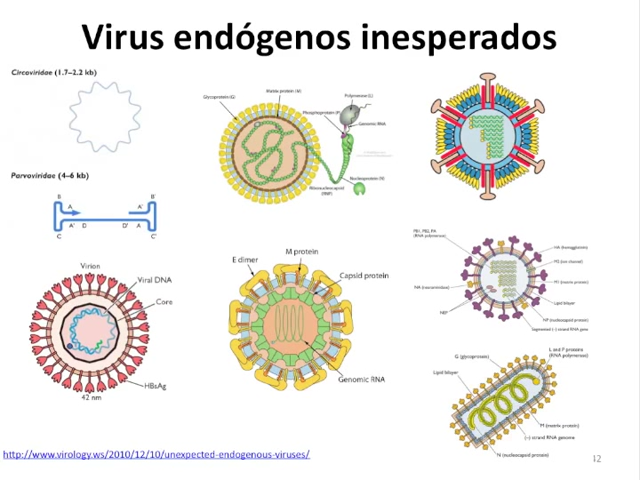 Virus endógenos inesperados
Circoviridae (1.7–2.2 kb)
Parvoviridae (4–6 kb)
B
B'
A
A'
A'
D
D'
A
C
C'
Glycoprotein (G)
Matrix protein (M)
Polymerase (L)
Phosphoprotein (P)
Genomic RNA
Nucleoprotein (N)
Ribonucleocapsid
(RNP)
Virion
Viral DNA
Core
HBsAg
42 nm
E dimer
M protein
Capsid protein
Genomic RNA
PB1, PB2, PA
(RNA polymerase)
HA (hemagglutinin)
M2 (ion channel)
M1 (matrix protein)
NA (neuraminidase)
Lipid bilayer
NEP
NP (nucleocapsid protein)
Segmented (−) strand RNA gene
L and P proteins
(RNA polymerase)
G (glycoprotein)
Lipid bilayer
M (matrix protein)
(−) strand RNA genome
N (nucleocapsid protein)
http://www.virology.ws/2010/12/10/unexpected-endogenous-viruses/